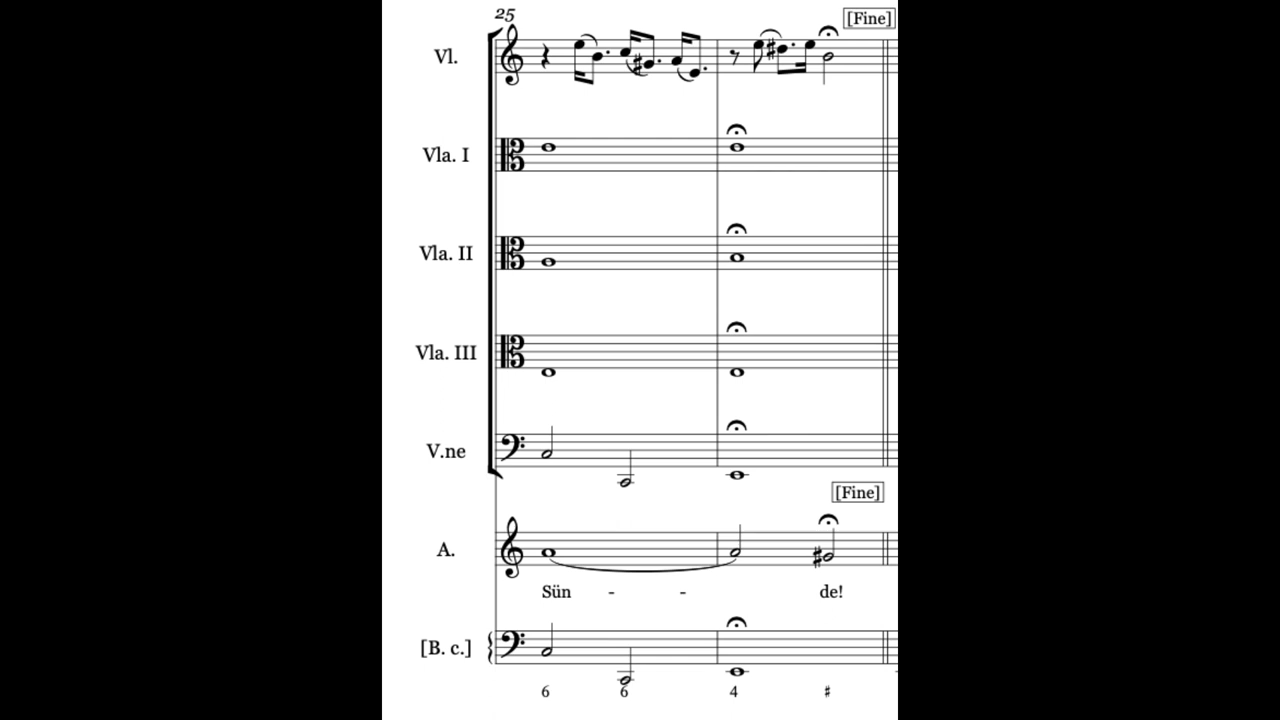 25
[Fine]
Vl.
Vla. I
Vla. II
Vla. III
V.ne
[Fine]
A.
Sün - - de!
[B. c.]
6 6 4 ♯